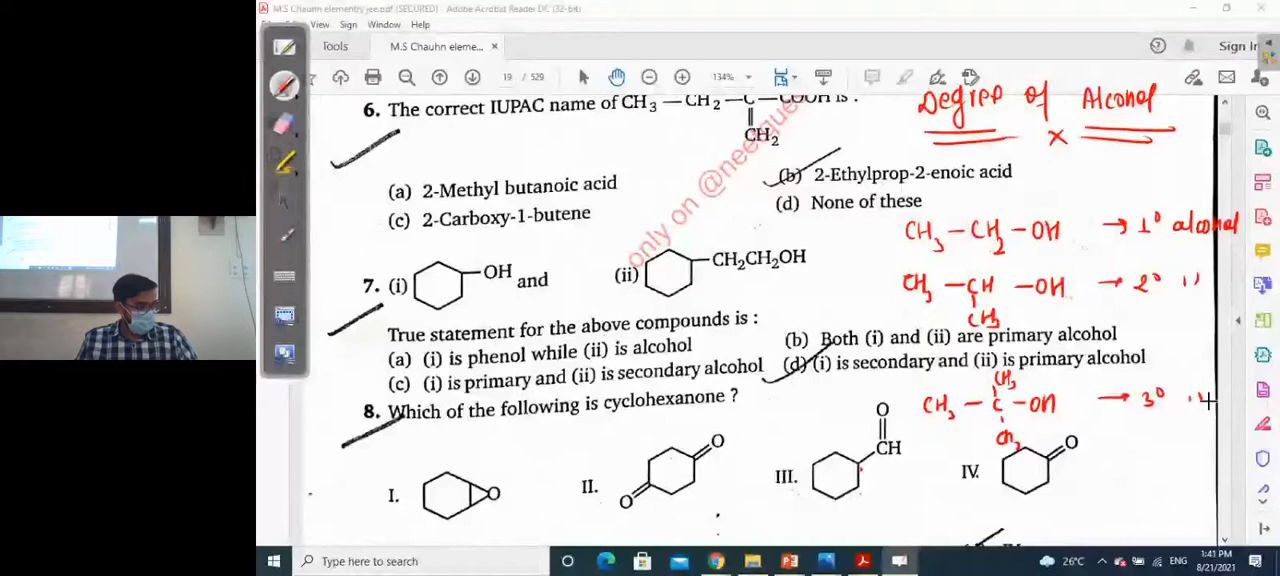 M.S Chauhn elementry jee.pdf (SECURED) - Adobe Acrobat Reader DC (32-bit)
View Sign Window Help
Tools M.S Chauhn eleme... × Sign In
19 / 529 134%
6. The correct IUPAC name of CH3—CH2—C—COOH is :
CH2
(a) 2-Methyl butanoic acid (b) 2-Ethylprop-2-enoic acid
(c) 2-Carboxy-1-butene (d) None of these
7. (i) OH and (ii) CH2CH2OH
True statement for the above compounds is :
(a) (i) is phenol while (ii) is alcohol (b) Both (i) and (ii) are primary alcohol
(c) (i) is primary and (ii) is secondary alcohol (d) (i) is secondary and (ii) is primary alcohol
8. Which of the following is cyclohexanone ?
I. O II. O O III. O CH IV. O
only on @neetque
Degree of Alcohol
×
CH3 — CH2 — OH → 1° alcohol
CH3 — CH — OH → 2° ''
CH3
CH3
CH3 — C — OH → 3° ''
CH3
Type here to search
26°C ENG 1:41 PM
8/21/2021